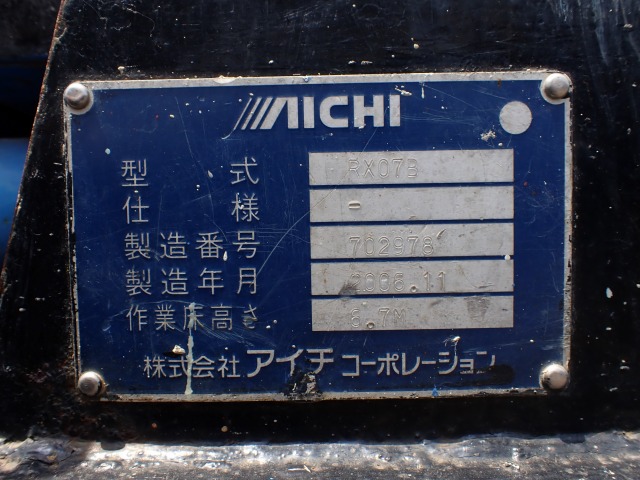 AICHI
型式 RX07B
仕様 -
製造番号 702978
製造年月 2006.11
作業床高さ 6.7M
株式会社 アイチ コーポレーション